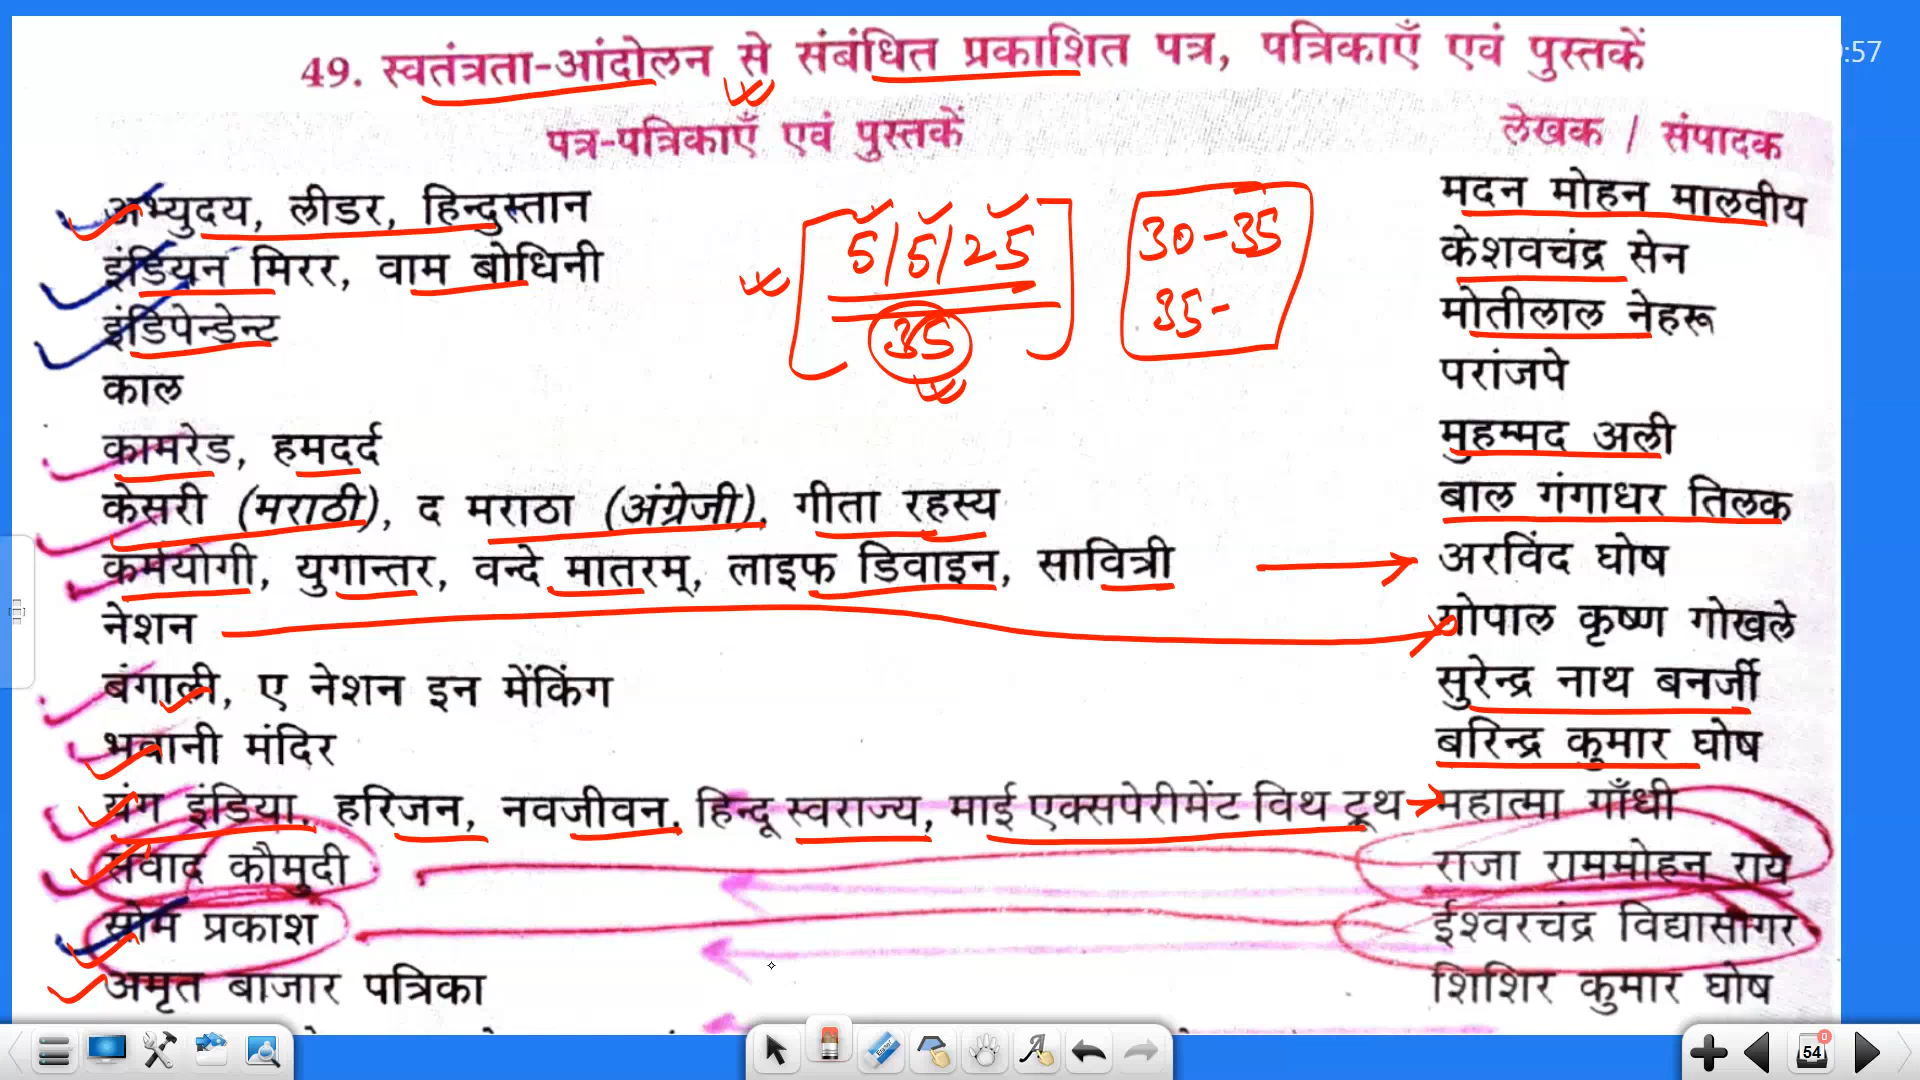 49. स्वतंत्रता-आंदोलन से संबंधित प्रकाशित पत्र, पत्रिकाएँ एवं पुस्तकें
:57
पत्र-पत्रिकाएँ एवं पुस्तकें लेखक / संपादक
अभ्युदय, लीडर, हिन्दुस्तान मदन मोहन मालवीय
5/5/25 30-35
इंडियन मिरर, वाम बोधिनी केशवचंद्र सेन
इंडिपेन्डेन्ट मोतीलाल नेहरू
35 35-
काल परांजपे
कामरेड, हमदर्द मुहम्मद अली
केसरी (मराठी), द मराठा (अंग्रेजी), गीता रहस्य बाल गंगाधर तिलक
कर्मयोगी, युगान्तर, वन्दे मातरम्, लाइफ डिवाइन, सावित्री अरविंद घोष
नेशन गोपाल कृष्ण गोखले
बंगाली, ए नेशन इन मेंकिंग सुरेन्द्र नाथ बनर्जी
भवानी मंदिर बरिन्द्र कुमार घोष
यंग इंडिया, हरिजन, नवजीवन, हिन्दू स्वराज्य, माई एक्सपेरीमेंट विथ ट्रूथ महात्मा गाँधी
संवाद कौमुदी राजा राममोहन राय
सोम प्रकाश ईश्वरचंद्र विद्यासागर
अमृत बाजार पत्रिका शिशिर कुमार घोष
54
0